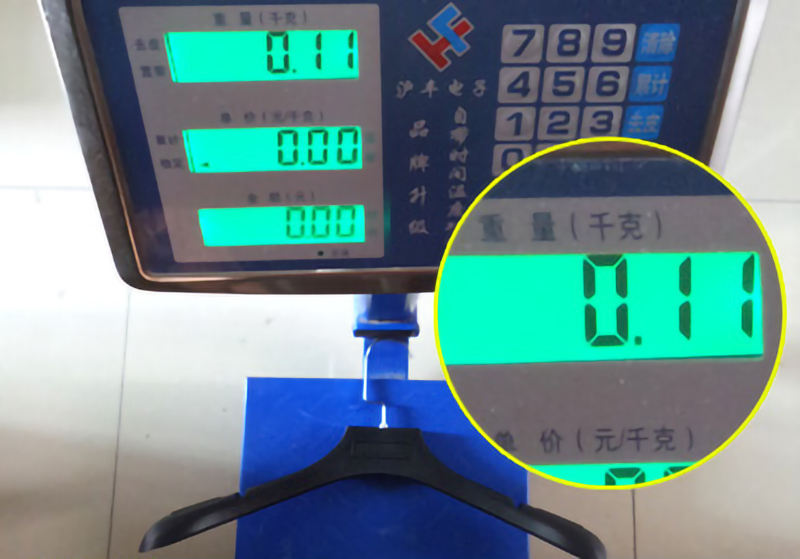 重 量(千克)
0.11
去皮
置零
单 价(元/千克)
累计
0.00
金 额(元)
0.00
HF
沪丰电子
品牌升级
自带时间温度
7 8 9 清除
4 5 6 累计
1 2 3 去皮
0
重 量(千克)
0.11
单 价(元/千克)